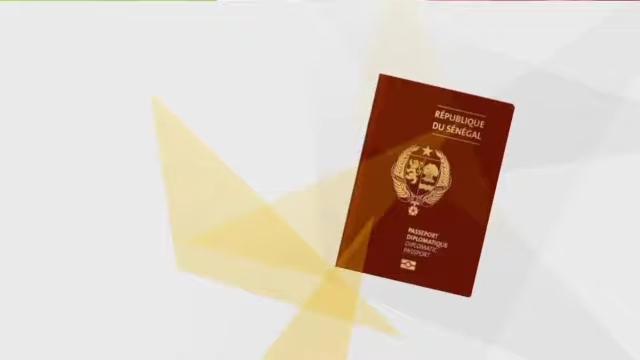 RÉPUBLIQUE
DU SÉNÉGAL
PASSEPORT
DIPLOMATIQUE
DIPLOMATIC
PASSPORT